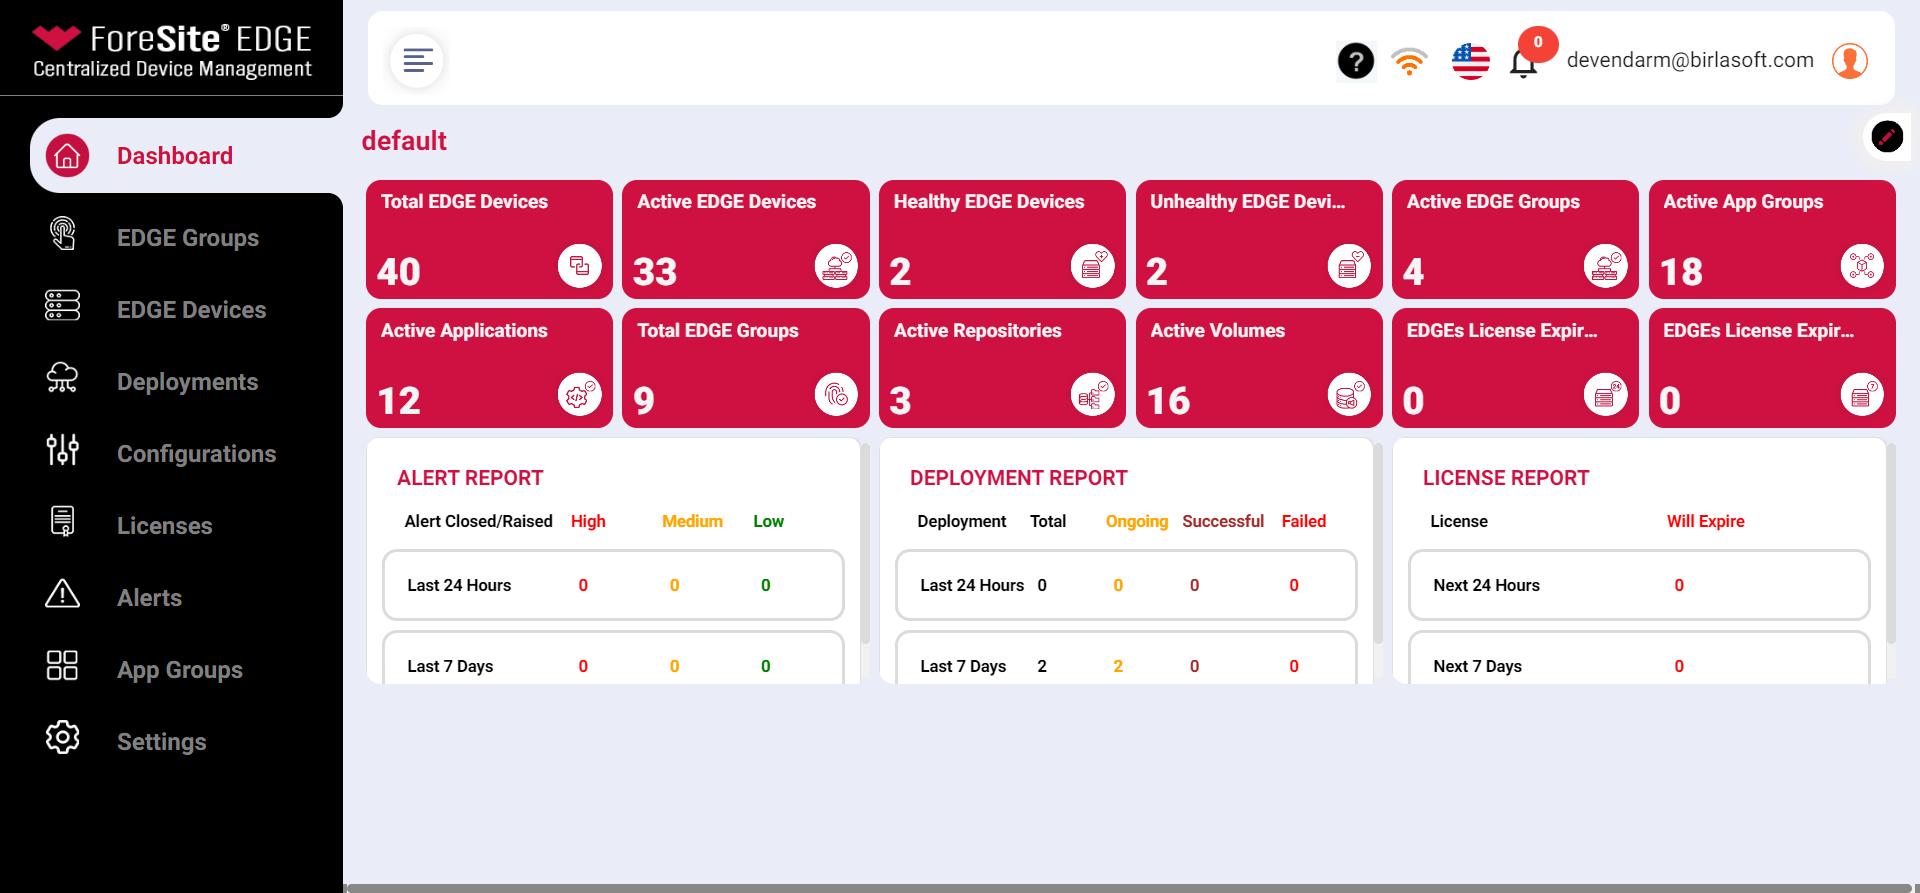 ForeSite® EDGE
Centralized Device Management
Dashboard
EDGE Groups
EDGE Devices
Deployments
Configurations
Licenses
Alerts
App Groups
Settings
?
0
devendarm@birlasoft.com
default
Total EDGE Devices
40
Active EDGE Devices
33
Healthy EDGE Devices
2
Unhealthy EDGE Devi...
2
Active EDGE Groups
4
Active App Groups
18
Active Applications
12
Total EDGE Groups
9
Active Repositories
3
Active Volumes
16
EDGEs License Expir...
0
24
EDGEs License Expir...
0
7
ALERT REPORT
Alert Closed/Raised High Medium Low
Last 24 Hours 0 0 0
Last 7 Days 0 0 0
DEPLOYMENT REPORT
Deployment Total Ongoing Successful Failed
Last 24 Hours 0 0 0 0
Last 7 Days 2 2 0 0
LICENSE REPORT
License Will Expire
Next 24 Hours 0
Next 7 Days 0